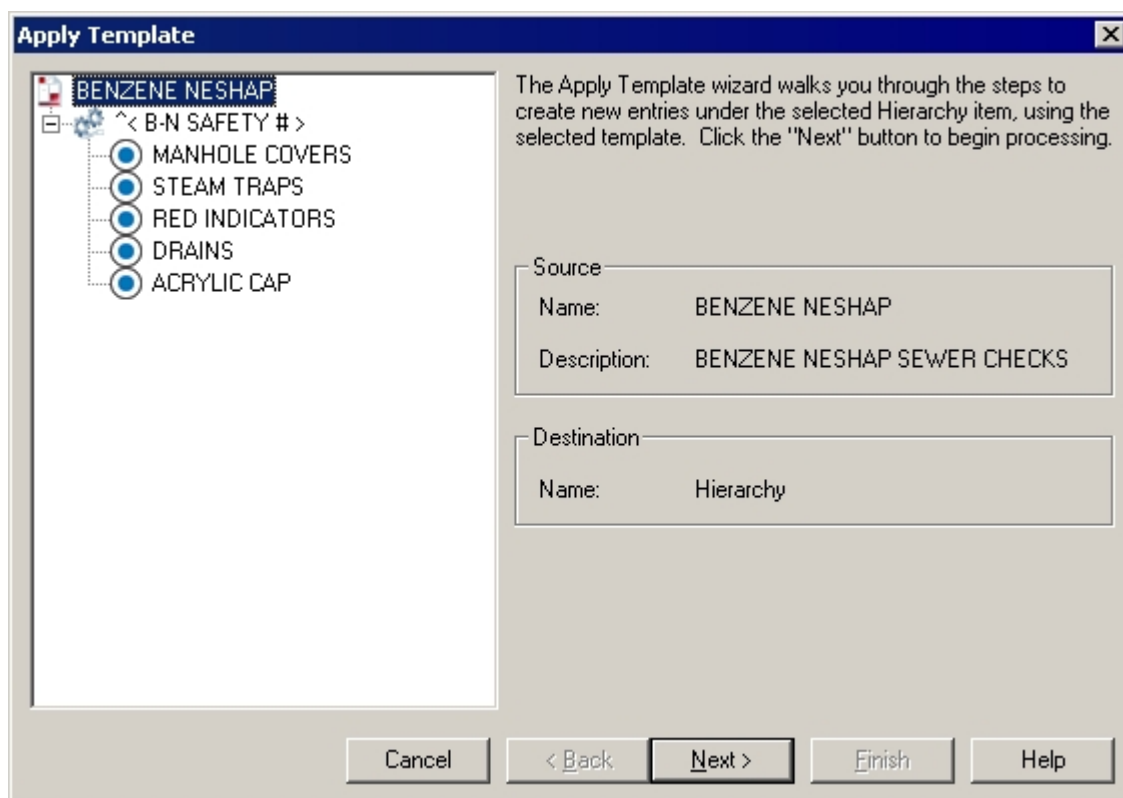 Apply Template
BENZENE NESHAP
^< B-N SAFETY # >
MANHOLE COVERS
STEAM TRAPS
RED INDICATORS
DRAINS
ACRYLIC CAP
The Apply Template wizard walks you through the steps to
create new entries under the selected Hierarchy item, using the
selected template. Click the "Next" button to begin processing.
Source
Name: BENZENE NESHAP
Description: BENZENE NESHAP SEWER CHECKS
Destination
Name: Hierarchy
Cancel < Back Next > Finish Help